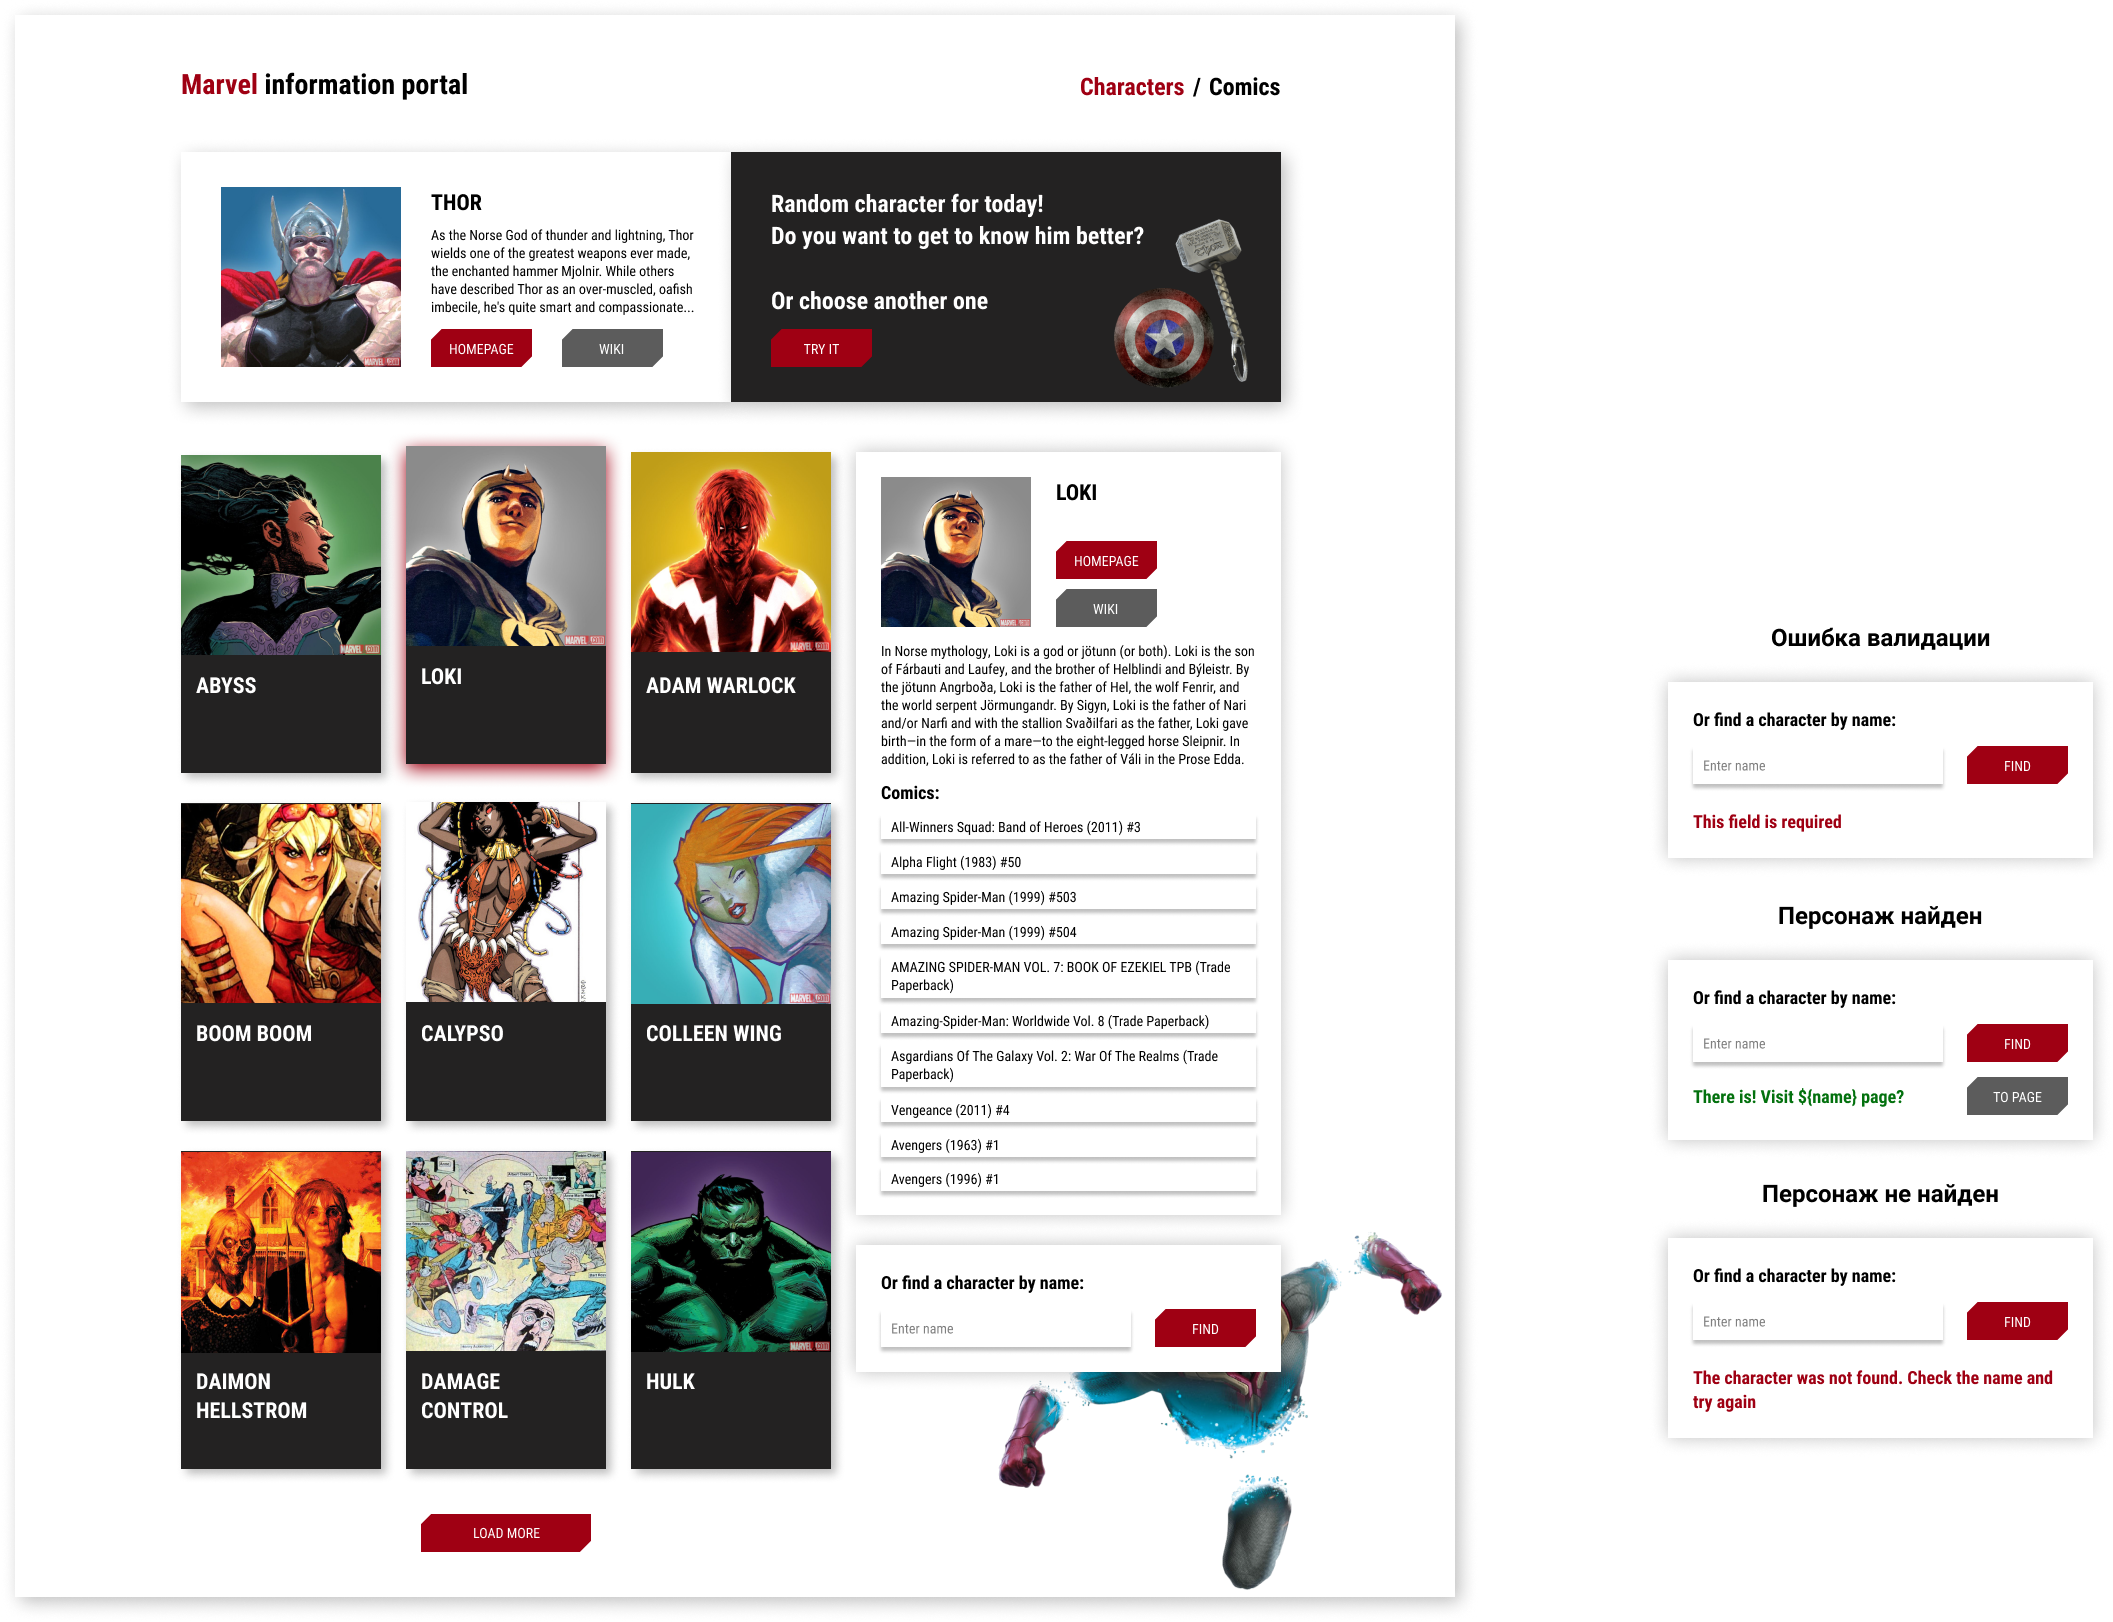 Marvel information portal
Characters / Comics
THOR
As the Norse God of thunder and lightning, Thor
wields one of the greatest weapons ever made,
the enchanted hammer Mjolnir. While others
have described Thor as an over-muscled, oafish
imbecile, he's quite smart and compassionate...
HOMEPAGE
WIKI
Random character for today!
Do you want to get to know him better?
Or choose another one
TRY IT
ABYSS
LOKI
ADAM WARLOCK
BOOM BOOM
CALYPSO
COLLEEN WING
DAIMON
HELLSTROM
DAMAGE
CONTROL
HULK
LOAD MORE
LOKI
HOMEPAGE
WIKI
In Norse mythology, Loki is a god or jötunn (or both). Loki is the son
of Fárbauti and Laufey, and the brother of Helblindi and Býleistr. By
the jötunn Angrboða, Loki is the father of Hel, the wolf Fenrir, and
the world serpent Jörmungandr. By Sigyn, Loki is the father of Nari
and/or Narfi and with the stallion Svaðilfari as the father, Loki gave
birth—in the form of a mare—to the eight-legged horse Sleipnir. In
addition, Loki is referred to as the father of Váli in the Prose Edda.
Comics:
All-Winners Squad: Band of Heroes (2011) #3
Alpha Flight (1983) #50
Amazing Spider-Man (1999) #503
Amazing Spider-Man (1999) #504
AMAZING SPIDER-MAN VOL. 7: BOOK OF EZEKIEL TPB (Trade
Paperback)
Amazing-Spider-Man: Worldwide Vol. 8 (Trade Paperback)
Asgardians Of The Galaxy Vol. 2: War Of The Realms (Trade
Paperback)
Vengeance (2011) #4
Avengers (1963) #1
Avengers (1996) #1
Or find a character by name:
Enter name
FIND
Ошибка валидации
Or find a character by name:
Enter name
FIND
This field is required
Персонаж найден
Or find a character by name:
Enter name
FIND
There is! Visit ${name} page?
TO PAGE
Персонаж не найден
Or find a character by name:
Enter name
FIND
The character was not found. Check the name and
try again